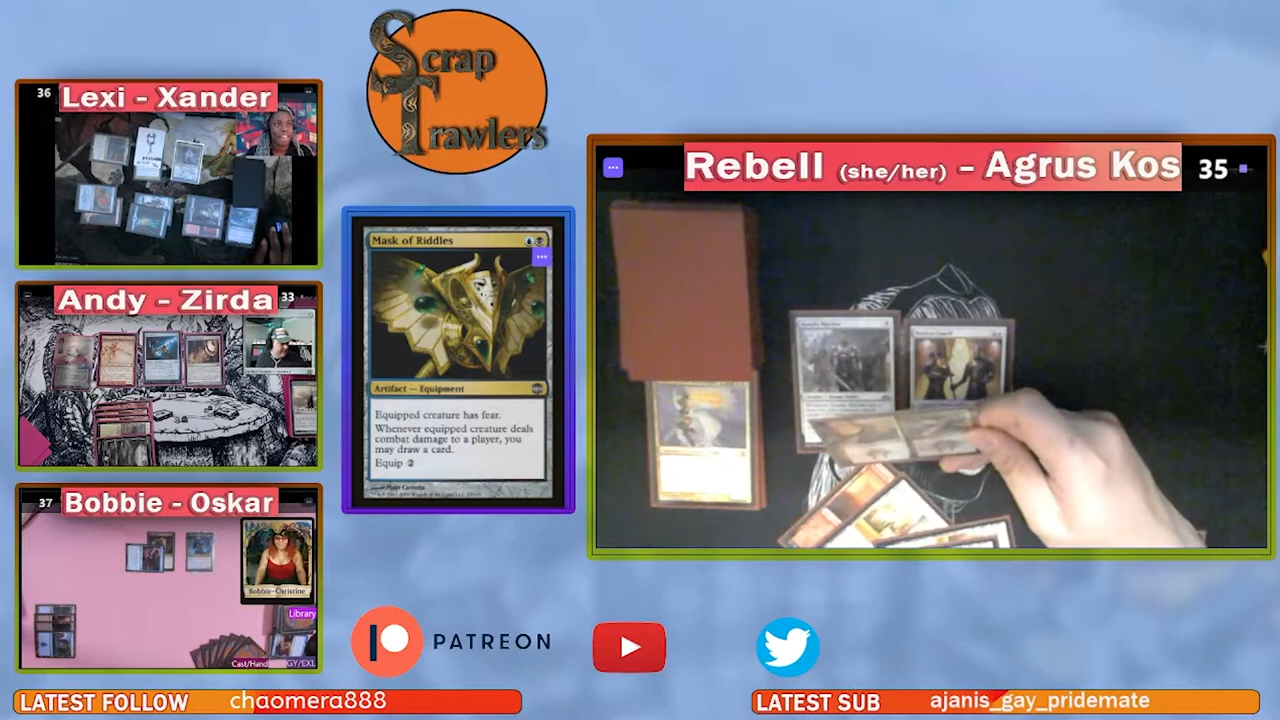 36
Lexi - Xander
Scrap
Trawlers
Andy - Zirda
33
37
Bobbie - Oskar
Bobbie-Christine
Library
Cast/Hand
GY/EXL
Mask of Riddles
Artifact — Equipment
Equipped creature has fear.
Whenever equipped creature deals
combat damage to a player, you
may draw a card.
Equip 2
Rebell (she/her) - Agrus Kos
35
PATREON
LATEST FOLLOW
chaomera888
LATEST SUB
ajanis_gay_pridemate